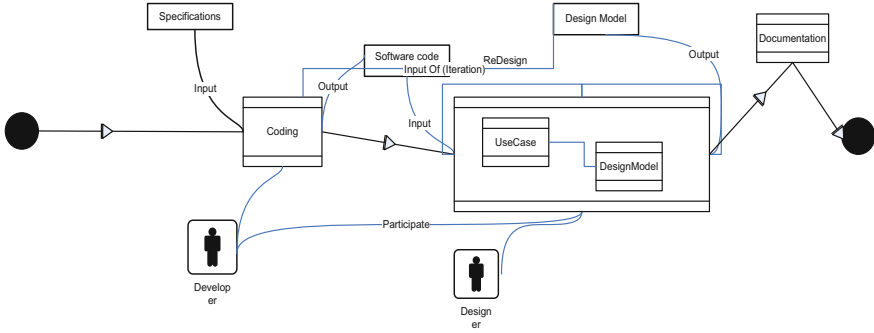 Specifications
Design Model
Documentation
Software code
ReDesign
Output
Input Of (Iteration)
Input
Output
Input
Coding
UseCase
DesignModel
Participate
Develop
er
Design
er